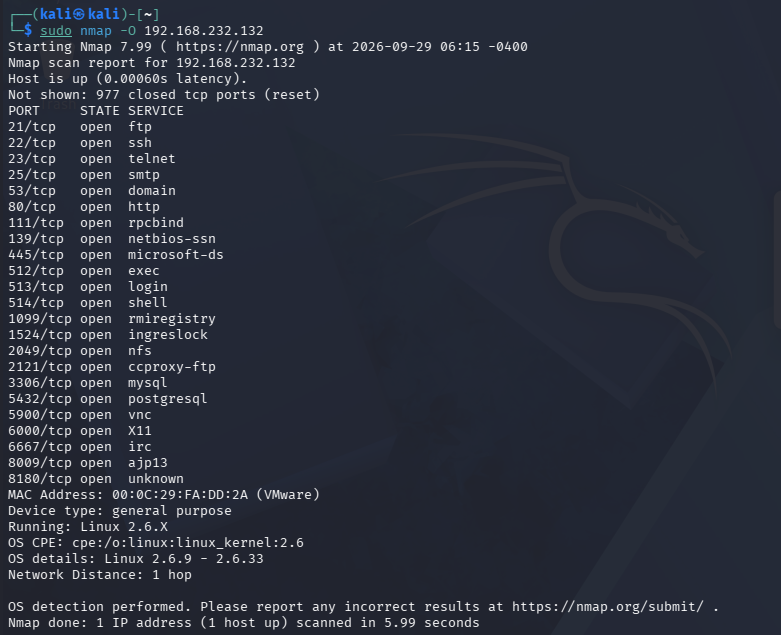 ┌──(kali㉿kali)-[~]
└─$ sudo nmap -O 192.168.232.132
Starting Nmap 7.99 ( https://nmap.org ) at 2026-09-29 06:15 -0400
Nmap scan report for 192.168.232.132
Host is up (0.00060s latency).
Not shown: 977 closed tcp ports (reset)
PORT     STATE SERVICE
21/tcp   open  ftp
22/tcp   open  ssh
23/tcp   open  telnet
25/tcp   open  smtp
53/tcp   open  domain
80/tcp   open  http
111/tcp  open  rpcbind
139/tcp  open  netbios-ssn
445/tcp  open  microsoft-ds
512/tcp  open  exec
513/tcp  open  login
514/tcp  open  shell
1099/tcp open  rmiregistry
1524/tcp open  ingreslock
2049/tcp open  nfs
2121/tcp open  ccproxy-ftp
3306/tcp open  mysql
5432/tcp open  postgresql
5900/tcp open  vnc
6000/tcp open  X11
6667/tcp open  irc
8009/tcp open  ajp13
8180/tcp open  unknown
MAC Address: 00:0C:29:FA:DD:2A (VMware)
Device type: general purpose
Running: Linux 2.6.X
OS CPE: cpe:/o:linux:linux_kernel:2.6
OS details: Linux 2.6.9 - 2.6.33
Network Distance: 1 hop

OS detection performed. Please report any incorrect results at https://nmap.org/submit/ .
Nmap done: 1 IP address (1 host up) scanned in 5.99 seconds